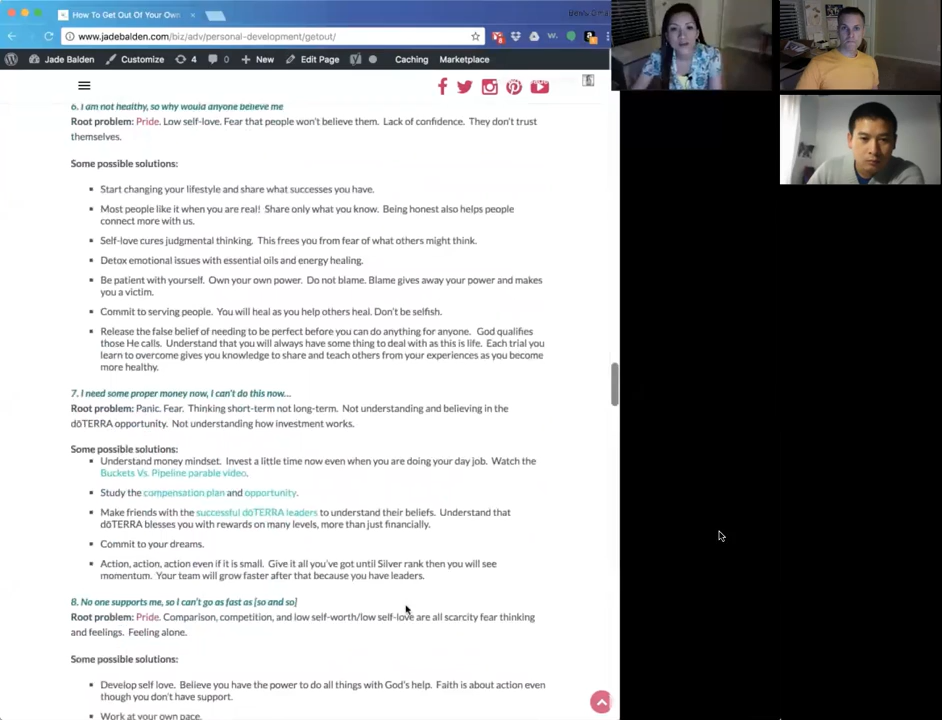 How To Get Out Of Your Own
www.jadebalden.com/biz/adv/personal-development/getout/
Jade Balden Customize 4 0 New Edit Page Caching Marketplace
6. I am not healthy, so why would anyone believe me
Root problem: Pride. Low self-love. Fear that people won't believe them. Lack of confidence. They don't trust
themselves.
Some possible solutions:
Start changing your lifestyle and share what successes you have.
Most people like it when you are real! Share only what you know. Being honest also helps people
connect more with us.
Self-love cures judgmental thinking. This frees you from fear of what others might think.
Detox emotional issues with essential oils and energy healing.
Be patient with yourself. Own your own power. Do not blame. Blame gives away your power and makes
you a victim.
Commit to serving people. You will heal as you help others heal. Don't be selfish.
Release the false belief of needing to be perfect before you can do anything for anyone. God qualifies
those He calls. Understand that you will always have some thing to deal with as this is life. Each trial you
learn to overcome gives you knowledge to share and teach others from your experiences as you become
more healthy.
7. I need some proper money now, I can't do this now...
Root problem: Panic. Fear. Thinking short-term not long-term. Not understanding and believing in the
dōTERRA opportunity. Not understanding how investment works.
Some possible solutions:
Understand money mindset. Invest a little time now even when you are doing your day job. Watch the
Buckets Vs. Pipeline parable video.
Study the compensation plan and opportunity.
Make friends with the successful dōTERRA leaders to understand their beliefs. Understand that
dōTERRA blesses you with rewards on many levels, more than just financially.
Commit to your dreams.
Action, action, action even if it is small. Give it all you've got until Silver rank then you will see
momentum. Your team will grow faster after that because you have leaders.
8. No one supports me, so I can't go as fast as [so and so]
Root problem: Pride. Comparison, competition, and low self-worth/low self-love are all scarcity fear thinking
and feelings. Feeling alone.
Some possible solutions:
Develop self love. Believe you have the power to do all things with God's help. Faith is about action even
though you don't have support.
Work at your own pace.